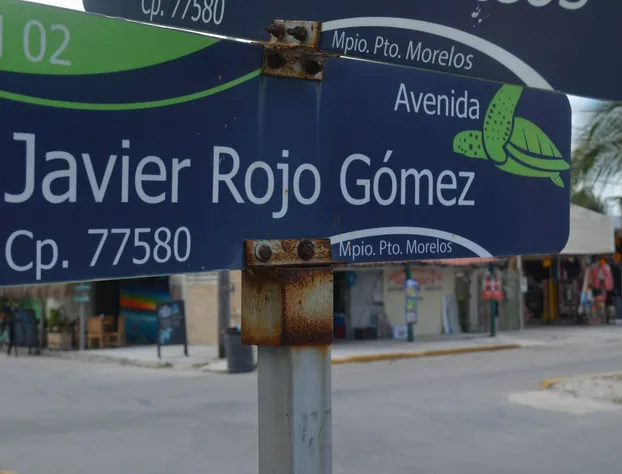 Cp. 77580
Mpio. Pto. Morelos
02
Avenida
Javier Rojo Gómez
Cp. 77580
Mpio. Pto. Morelos